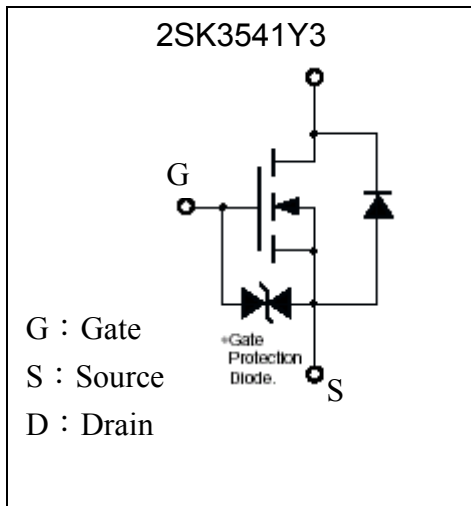 2SK3541Y3
G
*Gate
Protection
Diode.
S
G：Gate
S：Source
D：Drain